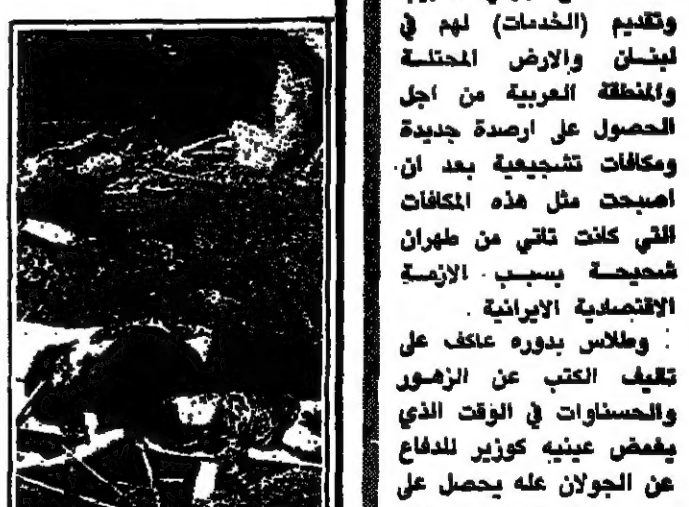 وتقديم (الخدمات) لهم في
لبنان والارض المحتلة
والمنطقة العربية من اجل
الحصول على ارصدة جديدة
ومكافات تشجيعية بعد ان
اصبحت مثل هذه المكافات
التي كانت تاتي من طهران
شحيحة بسبب الازمة
الاقتصادية الايرانية .
وطلاس بدوره عاكف على
تاليف الكتب عن الزهور
والحسناوات في الوقت الذي
يغمض عينيه كوزير للدفاع
عن الجولان عله يحصل على